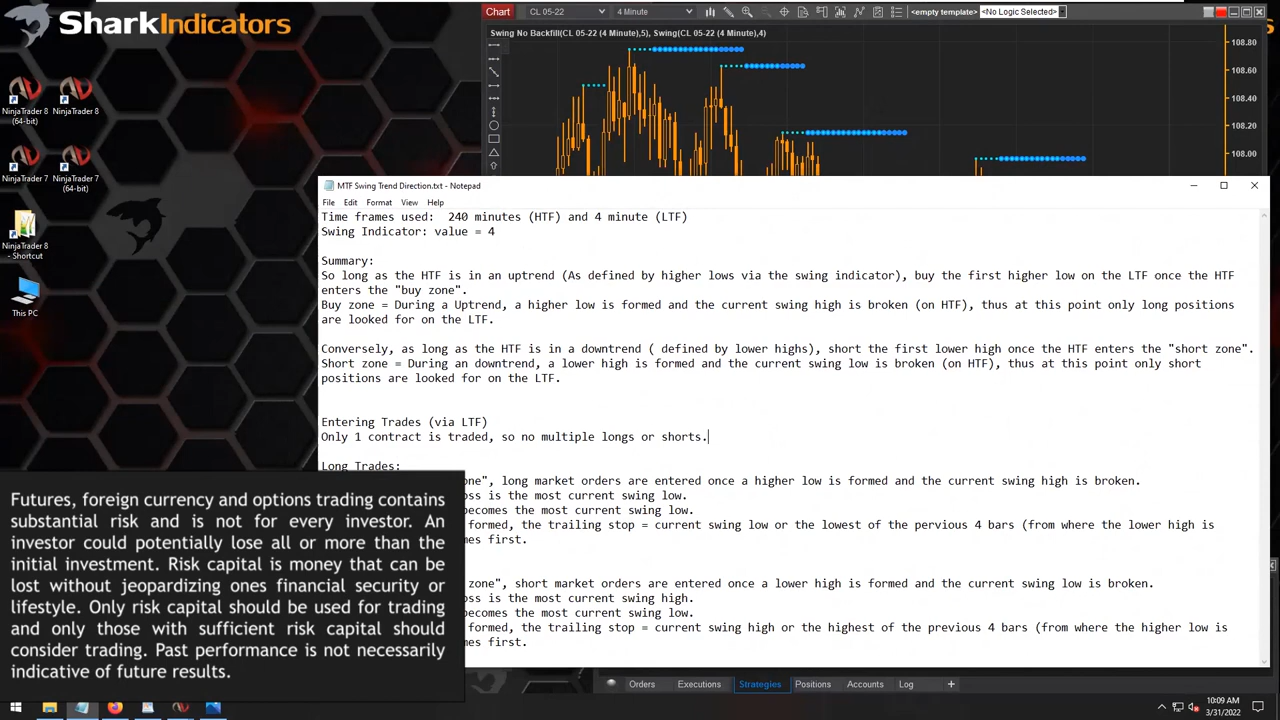 SharkIndicators
NinjaTrader 8
(64-bit)
NinjaTrader 8
NinjaTrader 7
NinjaTrader 7
(64-bit)
NinjaTrader 8
- Shortcut
This PC
Chart
CL 05-22
4 Minute
<empty template>
<No Logic Selected>
Swing No Backfill(CL 05-22 (4 Minute),5), Swing(CL 05-22 (4 Minute),4)
108.80
108.60
108.40
108.20
108.00
MTF Swing Trend Direction.txt - Notepad
File Edit Format View Help
Time frames used: 240 minutes (HTF) and 4 minute (LTF)
Swing Indicator: value = 4
Summary:
So long as the HTF is in an uptrend (As defined by higher lows via the swing indicator), buy the first higher low on the LTF once the HTF
enters the "buy zone".
Buy zone = During a Uptrend, a higher low is formed and the current swing high is broken (on HTF), thus at this point only long positions
are looked for on the LTF.
Conversely, as long as the HTF is in a downtrend ( defined by lower highs), short the first lower high once the HTF enters the "short zone".
Short zone = During an downtrend, a lower high is formed and the current swing low is broken (on HTF), thus at this point only short
positions are looked for on the LTF.
Entering Trades (via LTF)
Only 1 contract is traded, so no multiple longs or shorts.
Long Trades:
one", long market orders are entered once a higher low is formed and the current swing high is broken.
oss is the most current swing low.
becomes the most current swing low.
formed, the trailing stop = current swing low or the lowest of the pervious 4 bars (from where the lower high is
mes first.
zone", short market orders are entered once a lower high is formed and the current swing low is broken.
oss is the most current swing high.
becomes the most current swing low.
formed, the trailing stop = current swing high or the highest of the previous 4 bars (from where the higher low is
mes first.
Futures, foreign currency and options trading contains
substantial risk and is not for every investor. An
investor could potentially lose all or more than the
initial investment. Risk capital is money that can be
lost without jeopardizing ones financial security or
lifestyle. Only risk capital should be used for trading
and only those with sufficient risk capital should
consider trading. Past performance is not necessarily
indicative of future results.
Orders Executions Strategies Positions Accounts Log +
10:09 AM
3/31/2022